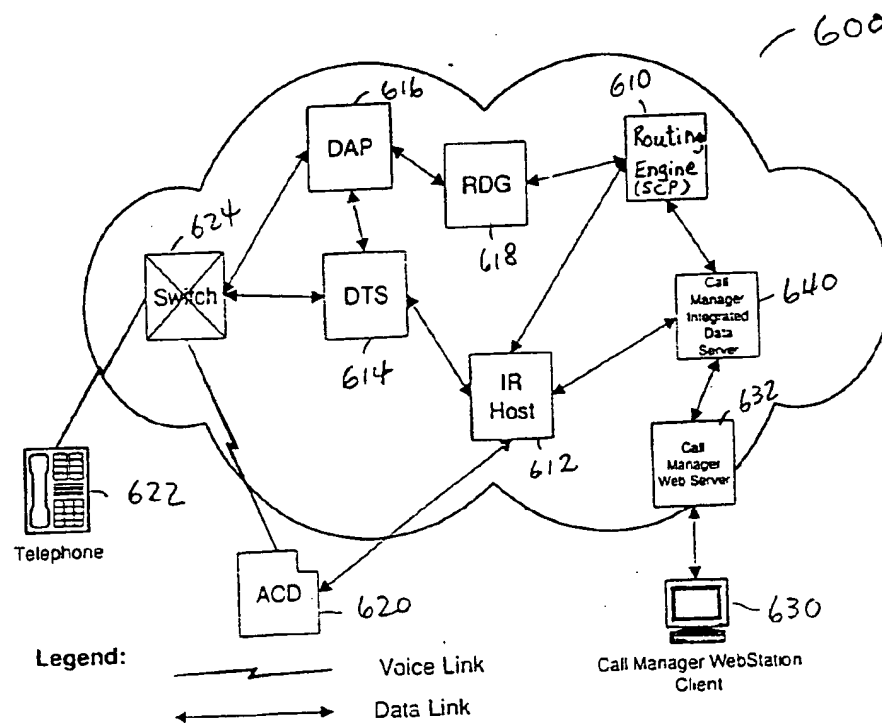 600
616
DAP
610
Routing
Engine
(SCP)
RDG
618
624
Switch
DTS
614
Call
Manager
Integrated
Data
Server
640
IR
Host
612
632
Call
Manager
Web Server
622
Telephone
ACD
620
630
Call Manager WebStation
Client
Legend:
Voice Link
Data Link